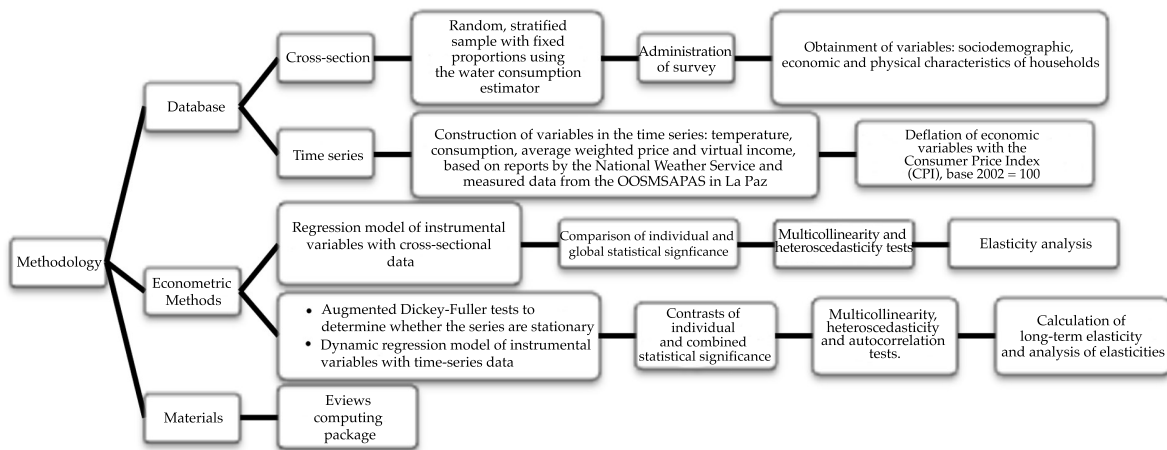 Methodology
Database
Cross-section
Random, stratified
sample with fixed
proportions using
the water consumption
estimator
Administration
of survey
Obtainment of variables: sociodemographic,
economic and physical characteristics of households
Time series
Construction of variables in the time series: temperature,
consumption, average weighted price and virtual income,
based on reports by the National Weather Service and
measured data from the OOSMSAPAS in La Paz
Deflation of economic
variables with the
Consumer Price Index
(CPI), base 2002 = 100
Econometric
Methods
Regression model of instrumental
variables with cross-sectional
data
Comparison of individual and
global statistical signficance
Multicollinearity and
heteroscedasticity tests
Elasticity analysis
• Augmented Dickey-Fuller tests to
determine whether the series are stationary
• Dynamic regression model of instrumental
variables with time-series data
Contrasts of
individual
and combined
statistical significance
Multicollinearity,
heteroscedasticity
and autocorrelation
tests.
Calculation of
long-term elasticity
and analysis of elasticities
Materials
Eviews
computing
package